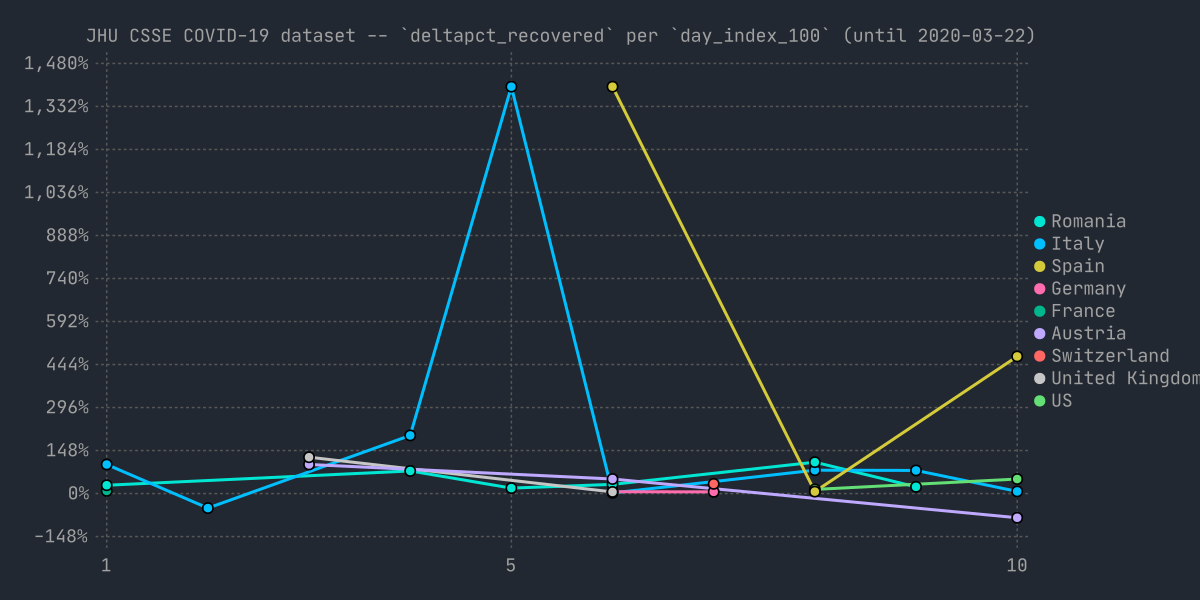 JHU CSSE COVID-19 dataset -- `deltapct_recovered` per `day_index_100` (until 2020-03-22)
1,480%
1,332%
1,184%
1,036%
888%
740%
592%
444%
296%
148%
0%
-148%
1 5 10
Romania
Italy
Spain
Germany
France
Austria
Switzerland
United Kingdom
US